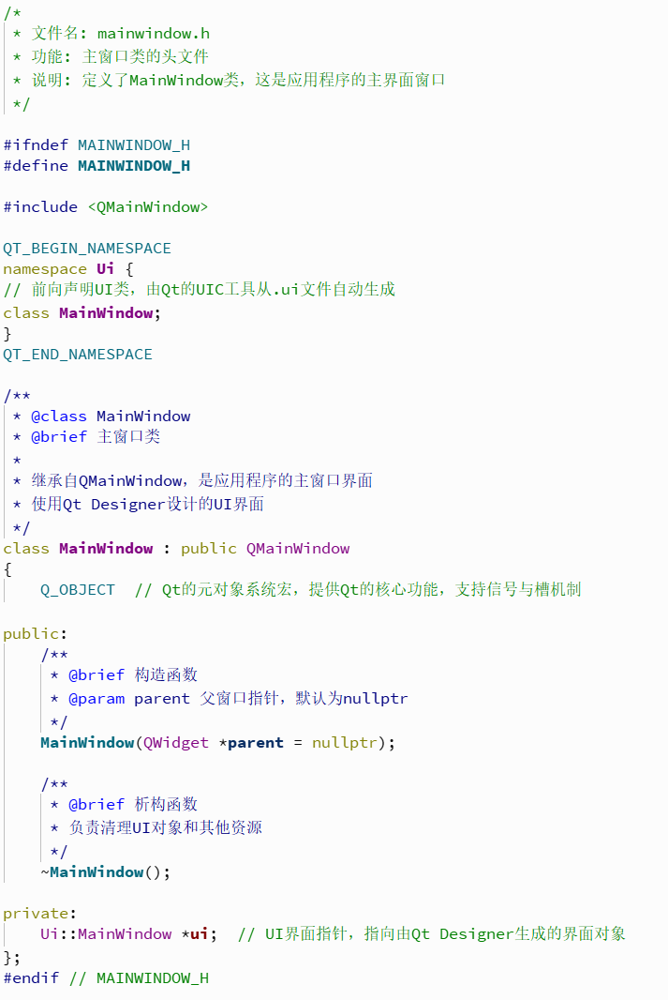 /*
 * 文件名: mainwindow.h
 * 功能: 主窗口类的头文件
 * 说明: 定义了MainWindow类，这是应用程序的主界面窗口
 */
#ifndef MAINWINDOW_H
#define MAINWINDOW_H
#include <QMainWindow>
QT_BEGIN_NAMESPACE
namespace Ui {
// 前向声明UI类，由Qt的UIC工具从.ui文件自动生成
class MainWindow;
}
QT_END_NAMESPACE
/**
 * @class MainWindow
 * @brief 主窗口类
 *
 * 继承自QMainWindow，是应用程序的主窗口界面
 * 使用Qt Designer设计的UI界面
 */
class MainWindow : public QMainWindow
{
    Q_OBJECT  // Qt的元对象系统宏，提供Qt的核心功能，支持信号与槽机制
public:
    /**
     * @brief 构造函数
     * @param parent 父窗口指针，默认为nullptr
     */
    MainWindow(QWidget *parent = nullptr);
    /**
     * @brief 析构函数
     * 负责清理UI对象和其他资源
     */
    ~MainWindow();
private:
    Ui::MainWindow *ui;  // UI界面指针，指向由Qt Designer生成的界面对象
};
#endif // MAINWINDOW_H